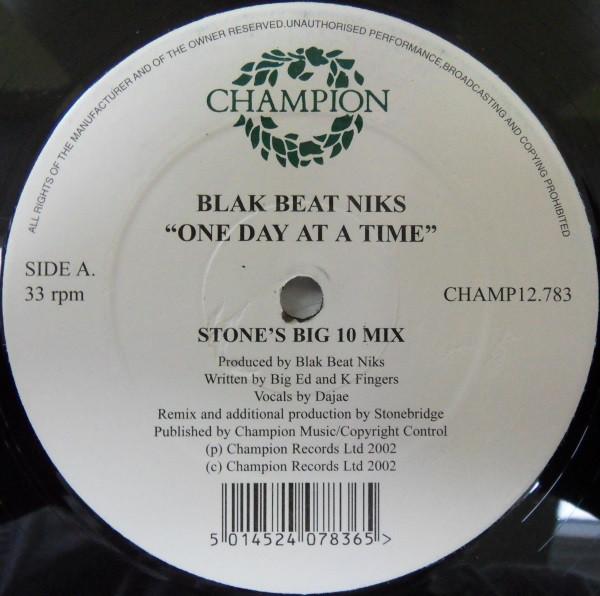 ALL RIGHTS OF THE MANUFACTURER AND OF THE OWNER RESERVED.UNAUTHORISED PERFORMANCE,BROADCASTING AND COPYING PROHIBITED
CHAMPION
BLAK BEAT NIKS
“ONE DAY AT A TIME”
SIDE A.
33 rpm
CHAMP12.783
STONE’S BIG 10 MIX
Produced by Blak Beat Niks
Written by Big Ed and K Fingers
Vocals by Dajae
Remix and additional production by Stonebridge
Published by Champion Music/Copyright Control
(p) Champion Records Ltd 2002
(c) Champion Records Ltd 2002
5 014524 078365 >